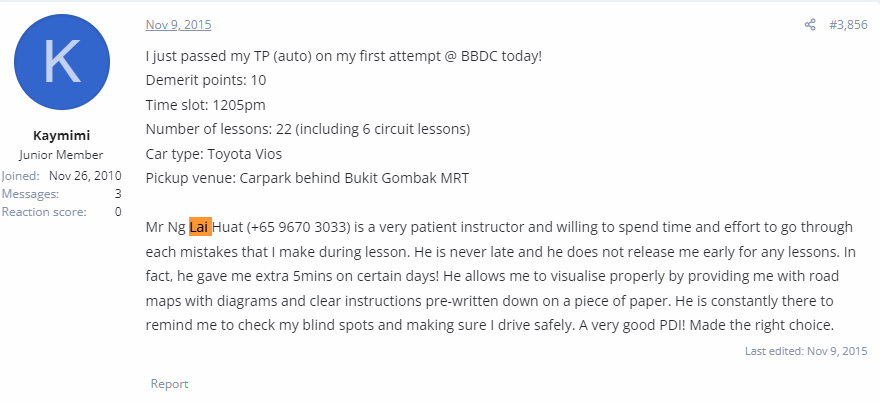 K
Kaymimi
Junior Member
Joined: Nov 26, 2010
Messages: 3
Reaction score: 0
Nov 9, 2015
#3,856
I just passed my TP (auto) on my first attempt @ BBDC today!
Demerit points: 10
Time slot: 1205pm
Number of lessons: 22 (including 6 circuit lessons)
Car type: Toyota Vios
Pickup venue: Carpark behind Bukit Gombak MRT
Mr Ng Lai Huat (+65 9670 3033) is a very patient instructor and willing to spend time and effort to go through
each mistakes that I make during lesson. He is never late and he does not release me early for any lessons. In
fact, he gave me extra 5mins on certain days! He allows me to visualise properly by providing me with road
maps with diagrams and clear instructions pre-written down on a piece of paper. He is constantly there to
remind me to check my blind spots and making sure I drive safely. A very good PDI! Made the right choice.
Last edited: Nov 9, 2015
Report